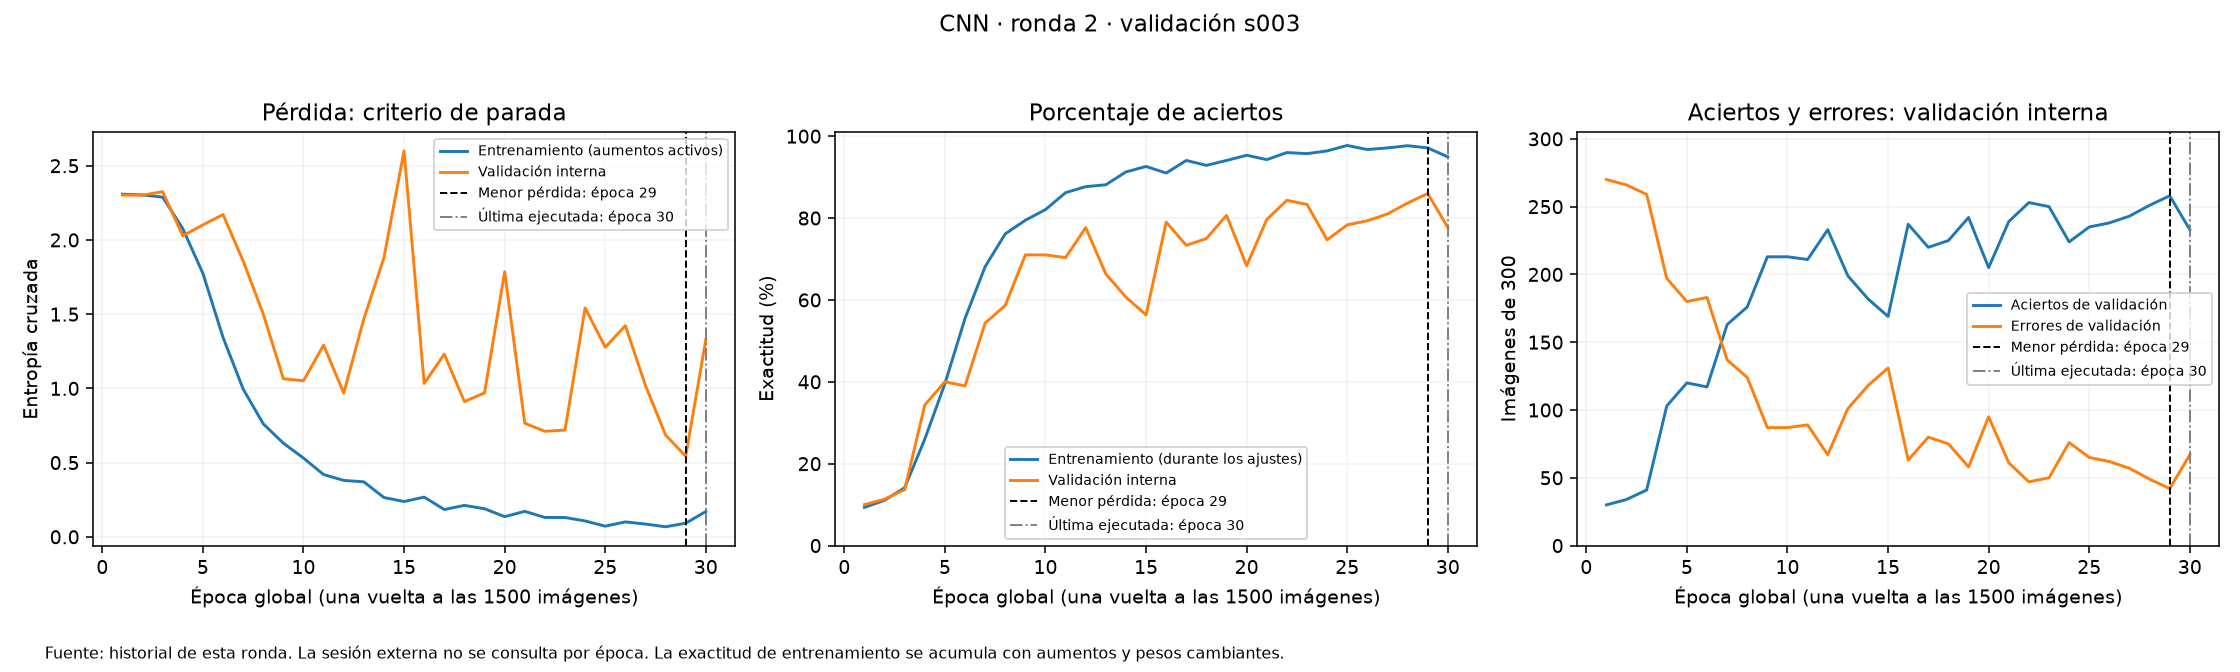 CNN · ronda 2 · validación s003
Pérdida: criterio de parada
Entropía cruzada
2.5
2.0
1.5
1.0
0.5
0.0
Entrenamiento (aumentos activos)
Validación interna
Menor pérdida: época 29
Última ejecutada: época 30
0 5 10 15 20 25 30
Época global (una vuelta a las 1500 imágenes)
Porcentaje de aciertos
Exactitud (%)
100
80
60
40
20
0
Entrenamiento (durante los ajustes)
Validación interna
Menor pérdida: época 29
Última ejecutada: época 30
0 5 10 15 20 25 30
Época global (una vuelta a las 1500 imágenes)
Aciertos y errores: validación interna
Imágenes de 300
300
250
200
150
100
50
0
Aciertos de validación
Errores de validación
Menor pérdida: época 29
Última ejecutada: época 30
0 5 10 15 20 25 30
Época global (una vuelta a las 1500 imágenes)
Fuente: historial de esta ronda. La sesión externa no se consulta por época. La exactitud de entrenamiento se acumula con aumentos y pesos cambiantes.